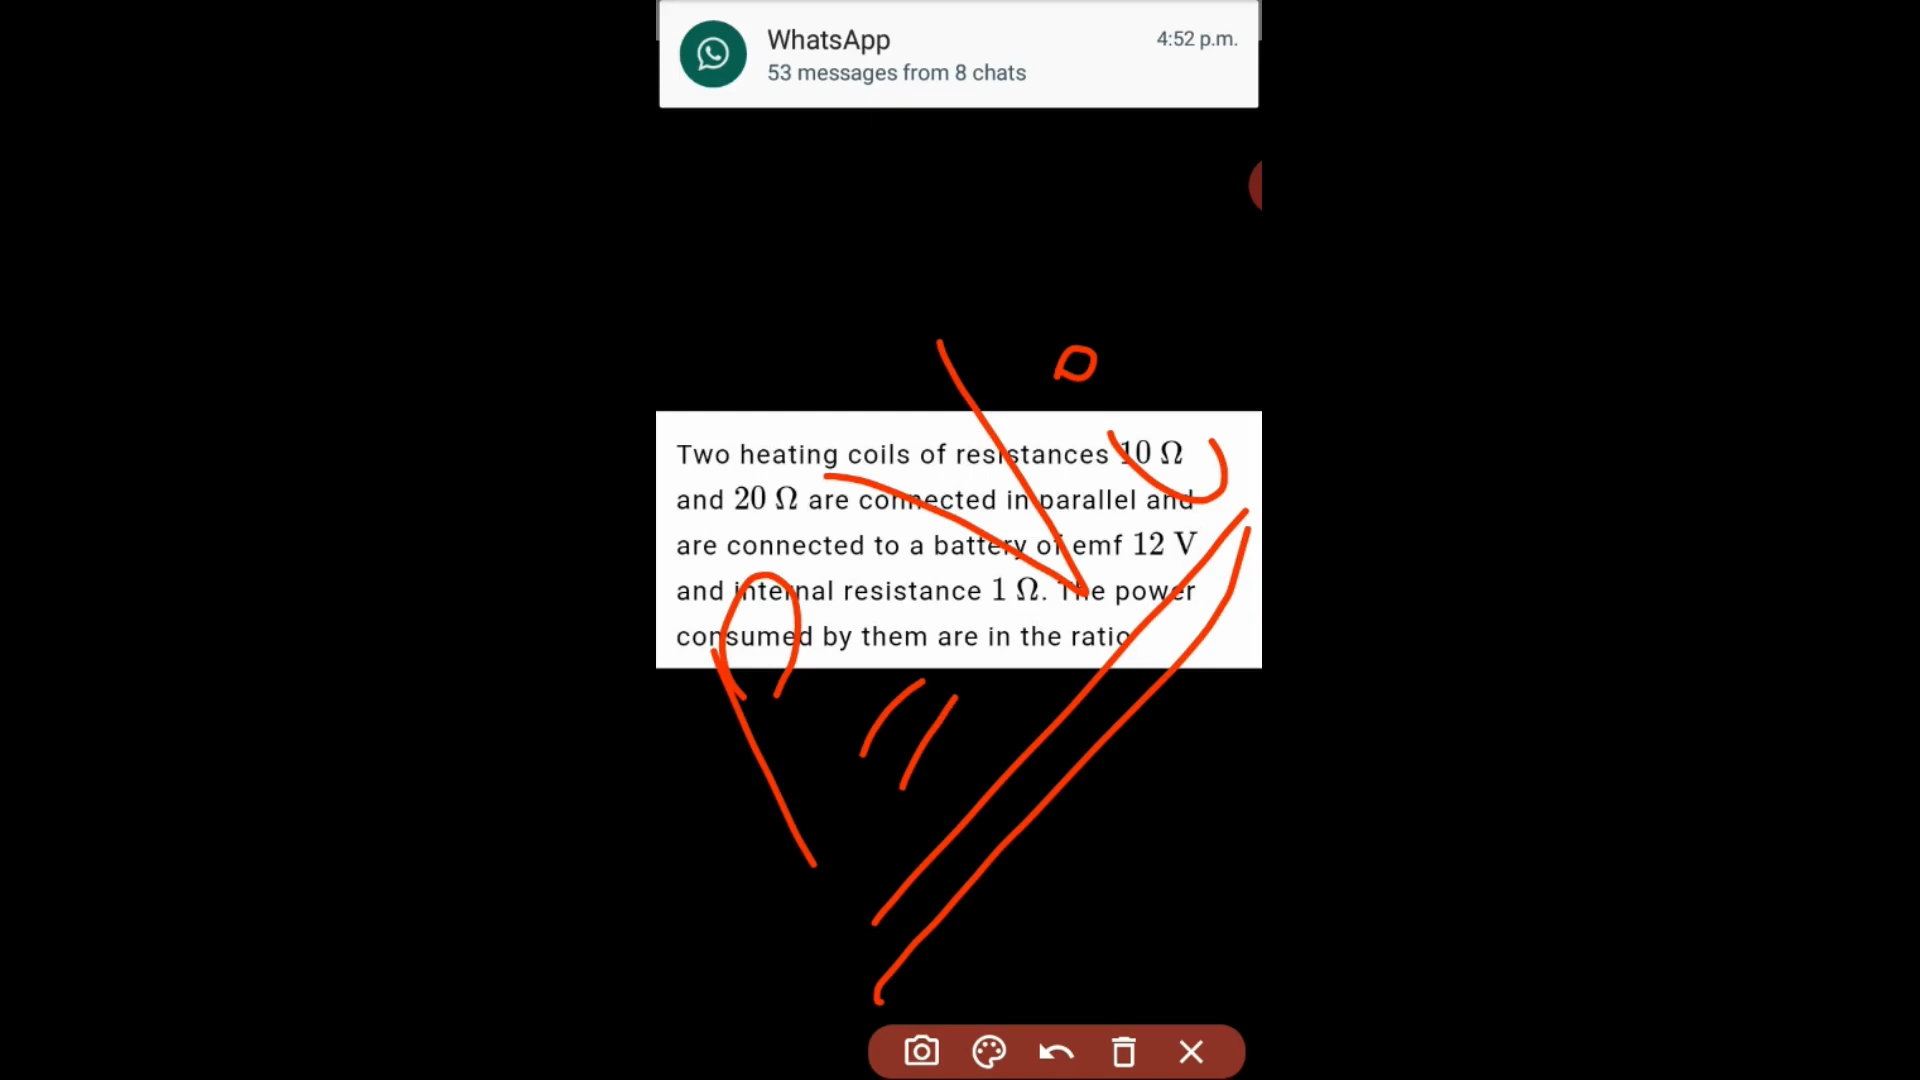 WhatsApp
4:52 p.m.
53 messages from 8 chats
Two heating coils of resistances 10 Ω
and 20 Ω are connected in parallel and
are connected to a battery of emf 12 V
and internal resistance 1 Ω. The power
consumed by them are in the ratio